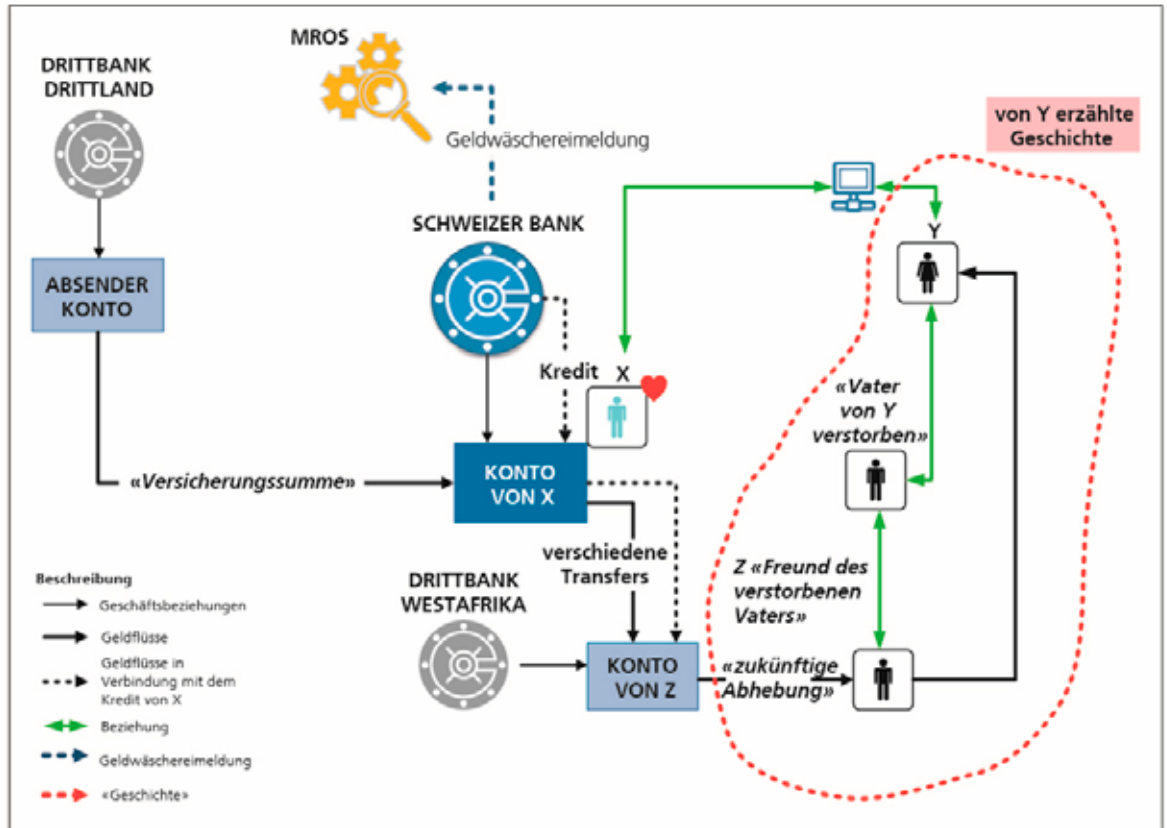 MROS
DRITTBANK
DRITTLAND
Geldwäschereimeldung
von Y erzählte
Geschichte
SCHWEIZER BANK
Y
ABSENDER
KONTO
Kredit
X
«Vater
von Y
verstorben»
«Versicherungssumme»
KONTO
VON X
verschiedene
Transfers
Z «Freund des
verstorbenen
Vaters»
DRITTBANK
WESTAFRIKA
KONTO
VON Z
«zukünftige
Abhebung»
Beschreibung
Geschäftsbeziehungen
Geldflüsse
Geldflüsse in
Verbindung mit dem
Kredit von X
Beziehung
Geldwäschereimeldung
«Geschichte»